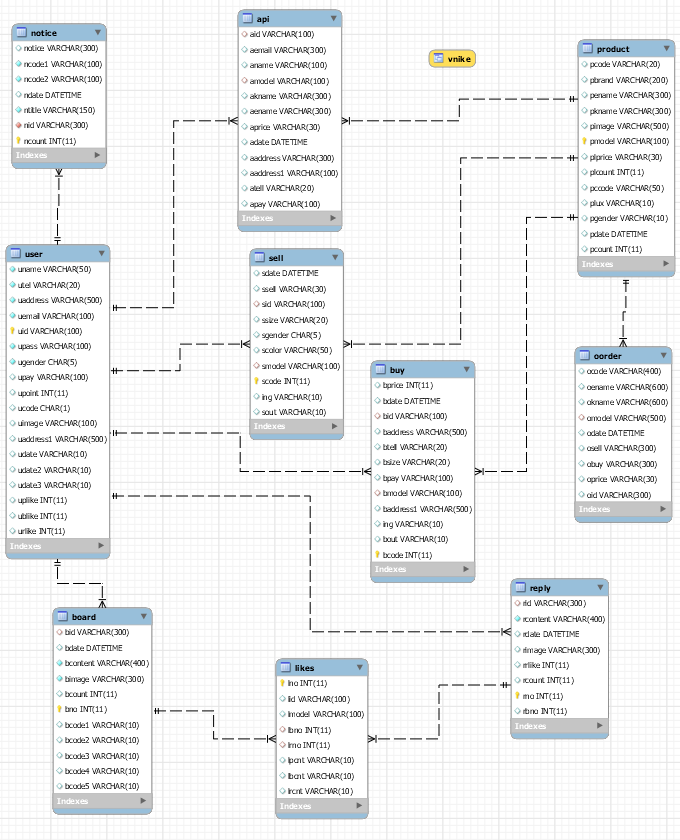 notice
notice VARCHAR(300)
ncode1 VARCHAR(100)
ncode2 VARCHAR(100)
ndate DATETIME
ntitle VARCHAR(150)
nid VARCHAR(300)
ncount INT(11)
Indexes
api
aid VARCHAR(100)
aemail VARCHAR(300)
aname VARCHAR(100)
amodel VARCHAR(100)
akname VARCHAR(300)
aename VARCHAR(300)
aprice VARCHAR(30)
adate DATETIME
aaddress VARCHAR(300)
aaddress1 VARCHAR(100)
atell VARCHAR(20)
apay VARCHAR(100)
Indexes
vnike
product
pcode VARCHAR(20)
pbrand VARCHAR(200)
pename VARCHAR(300)
pkname VARCHAR(300)
pimage VARCHAR(500)
pmodel VARCHAR(100)
plprice VARCHAR(30)
plcount INT(11)
pccode VARCHAR(50)
plux VARCHAR(10)
pgender VARCHAR(10)
pdate DATETIME
pcount INT(11)
Indexes
user
uname VARCHAR(50)
utel VARCHAR(20)
uaddress VARCHAR(500)
uemail VARCHAR(100)
uid VARCHAR(100)
upass VARCHAR(100)
ugender CHAR(5)
upay VARCHAR(100)
upoint INT(11)
ucode CHAR(1)
uimage VARCHAR(100)
uaddress1 VARCHAR(500)
udate VARCHAR(10)
udate2 VARCHAR(10)
udate3 VARCHAR(10)
uplike INT(11)
ublike INT(11)
urlike INT(11)
Indexes
sell
sdate DATETIME
ssell VARCHAR(30)
sid VARCHAR(100)
ssize VARCHAR(20)
sgender CHAR(5)
scolor VARCHAR(50)
smodel VARCHAR(100)
scode INT(11)
ing VARCHAR(10)
sout VARCHAR(10)
Indexes
buy
bprice INT(11)
bdate DATETIME
bid VARCHAR(100)
baddress VARCHAR(500)
btell VARCHAR(20)
bsize VARCHAR(20)
bpay VARCHAR(100)
bmodel VARCHAR(100)
baddress1 VARCHAR(500)
ing VARCHAR(10)
bout VARCHAR(10)
bcode INT(11)
Indexes
oorder
ocode VARCHAR(400)
oename VARCHAR(600)
okname VARCHAR(600)
omodel VARCHAR(500)
odate DATETIME
osell VARCHAR(300)
obuy VARCHAR(300)
oprice VARCHAR(30)
oid VARCHAR(300)
Indexes
board
bid VARCHAR(300)
bdate DATETIME
bcontent VARCHAR(400)
bimage VARCHAR(300)
bcount INT(11)
bno INT(11)
bcode1 VARCHAR(10)
bcode2 VARCHAR(10)
bcode3 VARCHAR(10)
bcode4 VARCHAR(10)
bcode5 VARCHAR(10)
Indexes
likes
lno INT(11)
lid VARCHAR(100)
lmodel VARCHAR(100)
lbno INT(11)
lrno INT(11)
lpcnt VARCHAR(10)
lbcnt VARCHAR(10)
lrcnt VARCHAR(10)
Indexes
reply
rid VARCHAR(300)
rcontent VARCHAR(400)
rdate DATETIME
rimage VARCHAR(300)
rrlike INT(11)
rcount INT(11)
rno INT(11)
rbno INT(11)
Indexes